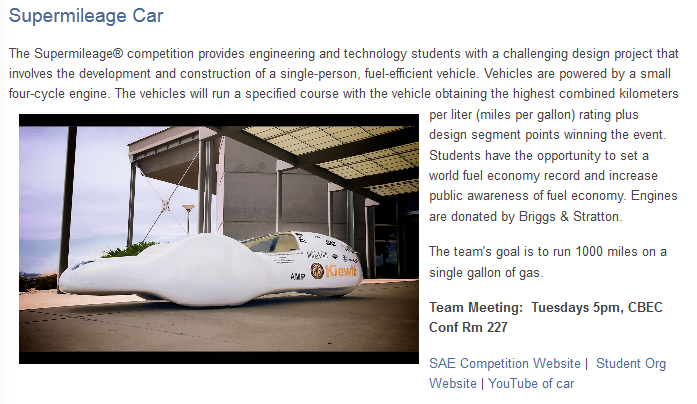 Supermileage Car
The Supermileage® competition provides engineering and technology students with a challenging design project that
involves the development and construction of a single-person, fuel-efficient vehicle. Vehicles are powered by a small
four-cycle engine. The vehicles will run a specified course with the vehicle obtaining the highest combined kilometers
per liter (miles per gallon) rating plus
design segment points winning the event.
Students have the opportunity to set a
world fuel economy record and increase
public awareness of fuel economy. Engines
are donated by Briggs & Stratton.
The team's goal is to run 1000 miles on a
single gallon of gas.
Team Meeting:  Tuesdays 5pm, CBEC
Conf Rm 227
SAE Competition Website |  Student Org
Website | YouTube of car
AMP
Kiewit